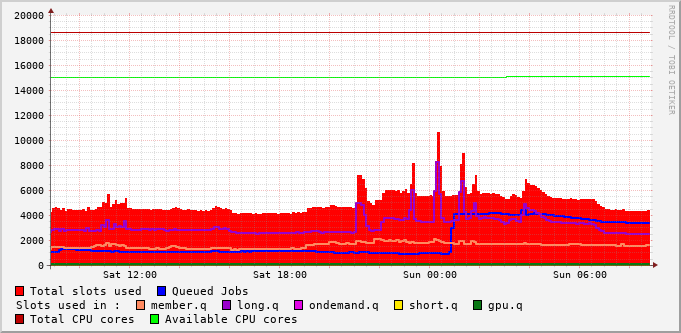 20000
18000
16000
14000
12000
10000
8000
6000
4000
2000
0
Sat 12:00 Sat 18:00 Sun 00:00 Sun 06:00
RRDTOOL / TOBI OETIKER
Total slots used Queued Jobs
Slots used in : member.q long.q ondemand.q short.q gpu.q
Total CPU cores Available CPU cores